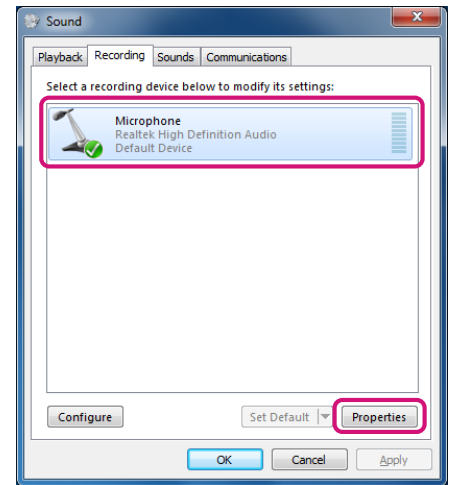 Sound
Playback Recording Sounds Communications
Select a recording device below to modify its settings:
Microphone
Realtek High Definition Audio
Default Device
Configure Set Default Properties
OK Cancel Apply